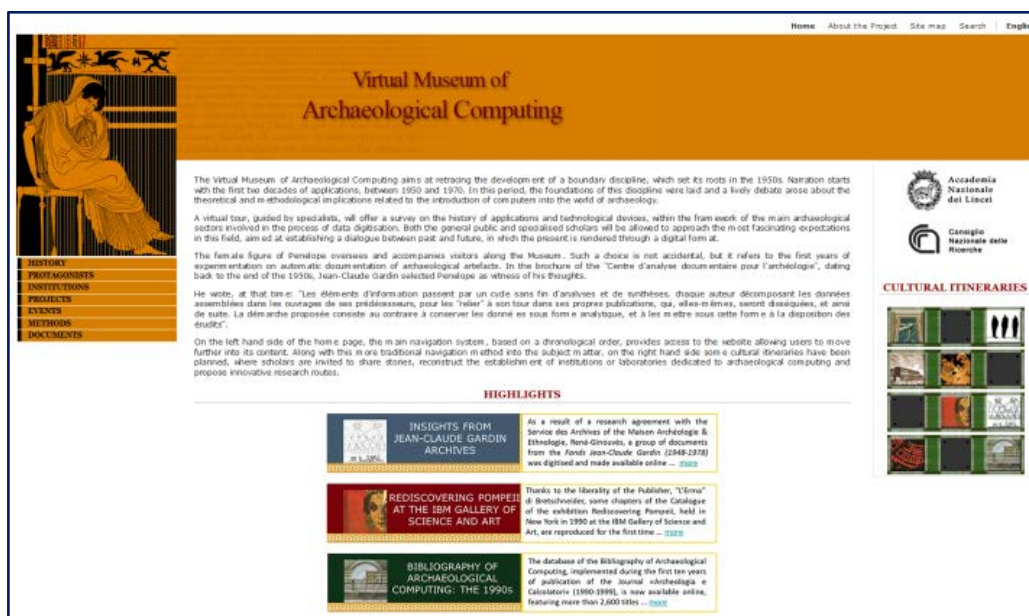 Home   About the Project   Site map   Search   Englis
Virtual Museum of
Archaeological Computing
HISTORY
PROTAGONISTS
INSTITUTIONS
PROJECTS
EVENTS
METHODS
DOCUMENTS
The Virtual Museum of Archaeological Computing aims at retracing the development of a boundary discipline, which set its roots in the 1950s. Narration starts
with the first two decades of applications, between 1950 and 1970. In this period, the foundations of this discipline were laid and a lively debate arose about the
theoretical and methodological implications related to the introduction of computers into the world of archaeology.
A virtual tour, guided by specialists, will offer a survey on the history of applications and technological devices, within the framework of the main archaeological
sectors involved in the process of data digitisation. Both the general public and specialised scholars will be allowed to approach the most fascinating expectations
in this field, aimed at establishing a dialogue between past and future, in which the present is rendered through a digital format.
The female figure of Penelope oversees and accompanies visitors along the Museum. Such a choice is not accidental, but it refers to the first years of
experimentation on automatic documentation of archaeological artefacts. In the brochure of the "Centre d'analyse documentaire pour l'archéologie", dating
back to the end of the 1950s, Jean-Claude Gardin selected Penelope as witness of his thoughts.
He wrote, at that time: "Les éléments d'information passent par un cycle sans fin d'analyses et de synthèses, chaque auteur décomposant les données
assemblées dans les ouvrages de ses prédécesseurs, pour les "relier" à son tour dans ses propres publications, qui, elles-mêmes, seront disséquées, et ainsi
de suite. La démarche proposée consiste au contraire à conserver les donné es sous forme analytique, et à les mettre sous cette forme à la disposition des
érudits".
On the left hand side of the home page, the main navigation system, based on a chronological order, provides access to the website allowing users to move
further into its content. Along with this more traditional navigation method into the subject matter, on the right hand side some cultural itineraries have been
planned, where scholars are invited to share stories, reconstruct the establishment of institutions or laboratories dedicated to archaeological computing and
propose innovative research routes.
Accademia
Nazionale
dei Lincei
Consiglio
Nazionale delle
Ricerche
CULTURAL ITINERARIES
HIGHLIGHTS
INSIGHTS FROM
JEAN-CLAUDE GARDIN
ARCHIVES
As a result of a research agreement with the
Service des Archives of the Maison Archéologie &
Ethnologie, René-Ginouvès, a group of documents
from the Fonds Jean-Claude Gardin (1948-1978)
was digitised and made available online ... more
REDISCOVERING POMPEII
AT THE IBM GALLERY OF
SCIENCE AND ART
Thanks to the liberality of the Publisher, "L'Erma"
di Bretschneider, some chapters of the Catalogue
of the exhibition Rediscovering Pompeii, held in
New York in 1990 at the IBM Gallery of Science and
Art, are reproduced for the first time ... more
BIBLIOGRAPHY OF
ARCHAEOLOGICAL
COMPUTING: THE 1990s
The database of the Bibliography of Archaeological
Computing, implemented during the first ten years
of publication of the Journal «Archeologia e
Calcolatori» (1990-1999), is now available online,
featuring more than 2,600 titles ... more